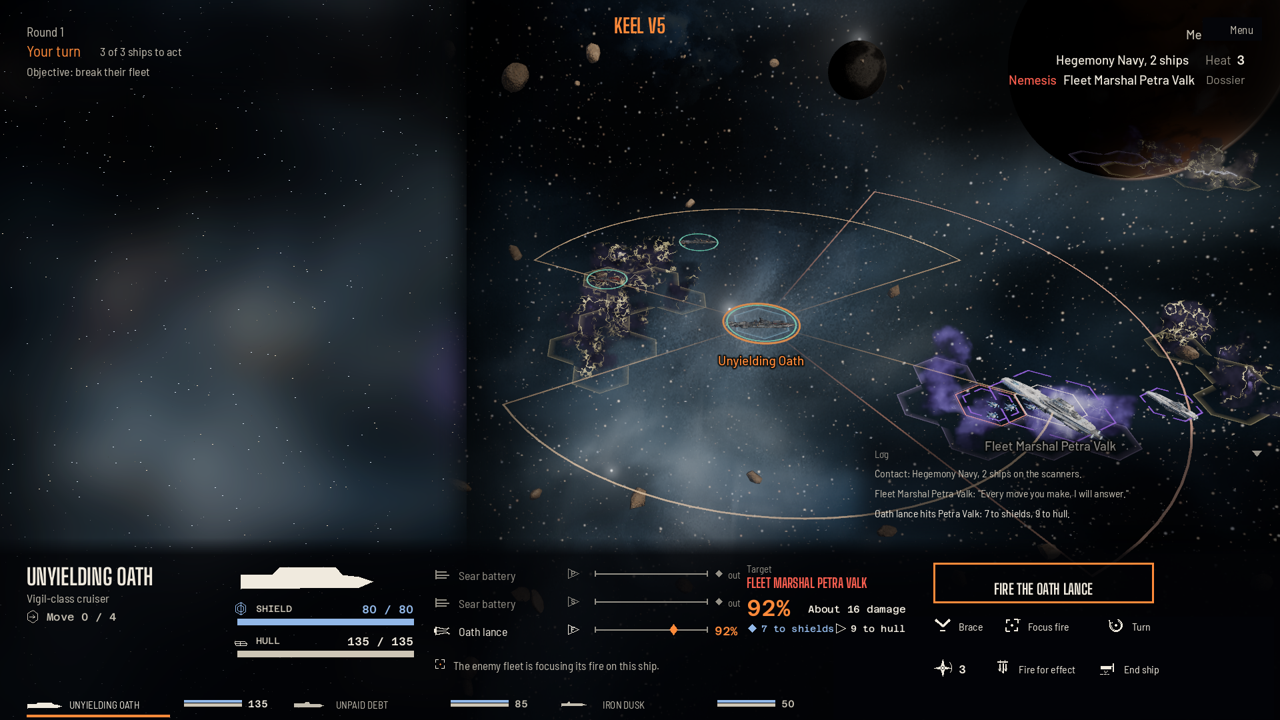 KEEL V5
Round 1
Your turn 3 of 3 ships to act
Objective: break their fleet
Me Menu
Hegemony Navy, 2 ships Heat 3
Nemesis Fleet Marshal Petra Valk Dossier
Unyielding Oath
Fleet Marshal Petra Valk
Log
Contact: Hegemony Navy, 2 ships on the scanners.
Fleet Marshal Petra Valk: "Every move you make, I will answer."
Oath lance hits Petra Valk: 7 to shields, 9 to hull.
UNYIELDING OATH
Vigil-class cruiser
Move 0 / 4
SHIELD 80 / 80
HULL 135 / 135
Sear battery P out
Sear battery S out
Oath lance F 92%
The enemy fleet is focusing its fire on this ship.
Target
FLEET MARSHAL PETRA VALK
92% About 16 damage
7 to shields 9 to hull
FIRE THE OATH LANCE
Brace Focus fire Turn
3 Fire for effect End ship
UNYIELDING OATH 135 UNPAID DEBT 85 IRON DUSK 50